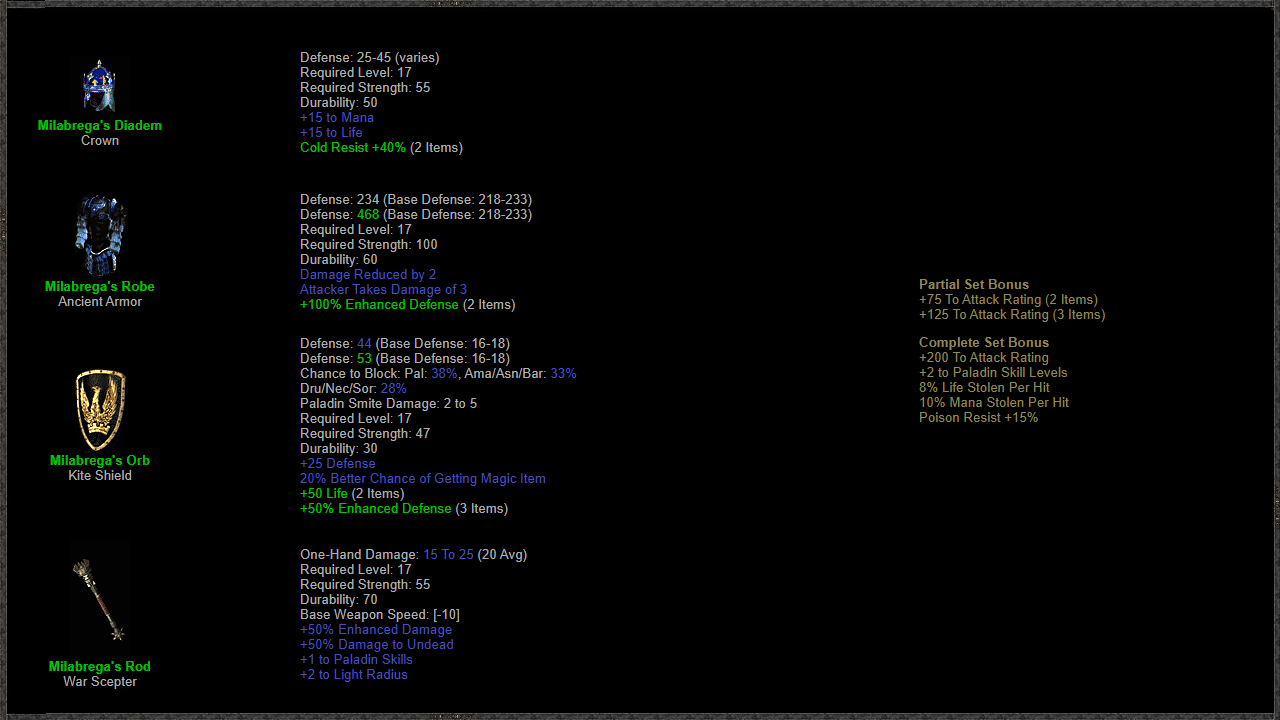 Milabrega's Diadem
Crown
Defense: 25-45 (varies)
Required Level: 17
Required Strength: 55
Durability: 50
+15 to Mana
+15 to Life
Cold Resist +40% (2 Items)
Milabrega's Robe
Ancient Armor
Defense: 234 (Base Defense: 218-233)
Defense: 468 (Base Defense: 218-233)
Required Level: 17
Required Strength: 100
Durability: 60
Damage Reduced by 2
Attacker Takes Damage of 3
+100% Enhanced Defense (2 Items)
Milabrega's Orb
Kite Shield
Defense: 44 (Base Defense: 16-18)
Defense: 53 (Base Defense: 16-18)
Chance to Block: Pal: 38%, Ama/Asn/Bar: 33%
Dru/Nec/Sor: 28%
Paladin Smite Damage: 2 to 5
Required Level: 17
Required Strength: 47
Durability: 30
+25 Defense
20% Better Chance of Getting Magic Item
+50 Life (2 Items)
+50% Enhanced Defense (3 Items)
Milabrega's Rod
War Scepter
One-Hand Damage: 15 To 25 (20 Avg)
Required Level: 17
Required Strength: 55
Durability: 70
Base Weapon Speed: [-10]
+50% Enhanced Damage
+50% Damage to Undead
+1 to Paladin Skills
+2 to Light Radius
Partial Set Bonus
+75 To Attack Rating (2 Items)
+125 To Attack Rating (3 Items)
Complete Set Bonus
+200 To Attack Rating
+2 to Paladin Skill Levels
8% Life Stolen Per Hit
10% Mana Stolen Per Hit
Poison Resist +15%